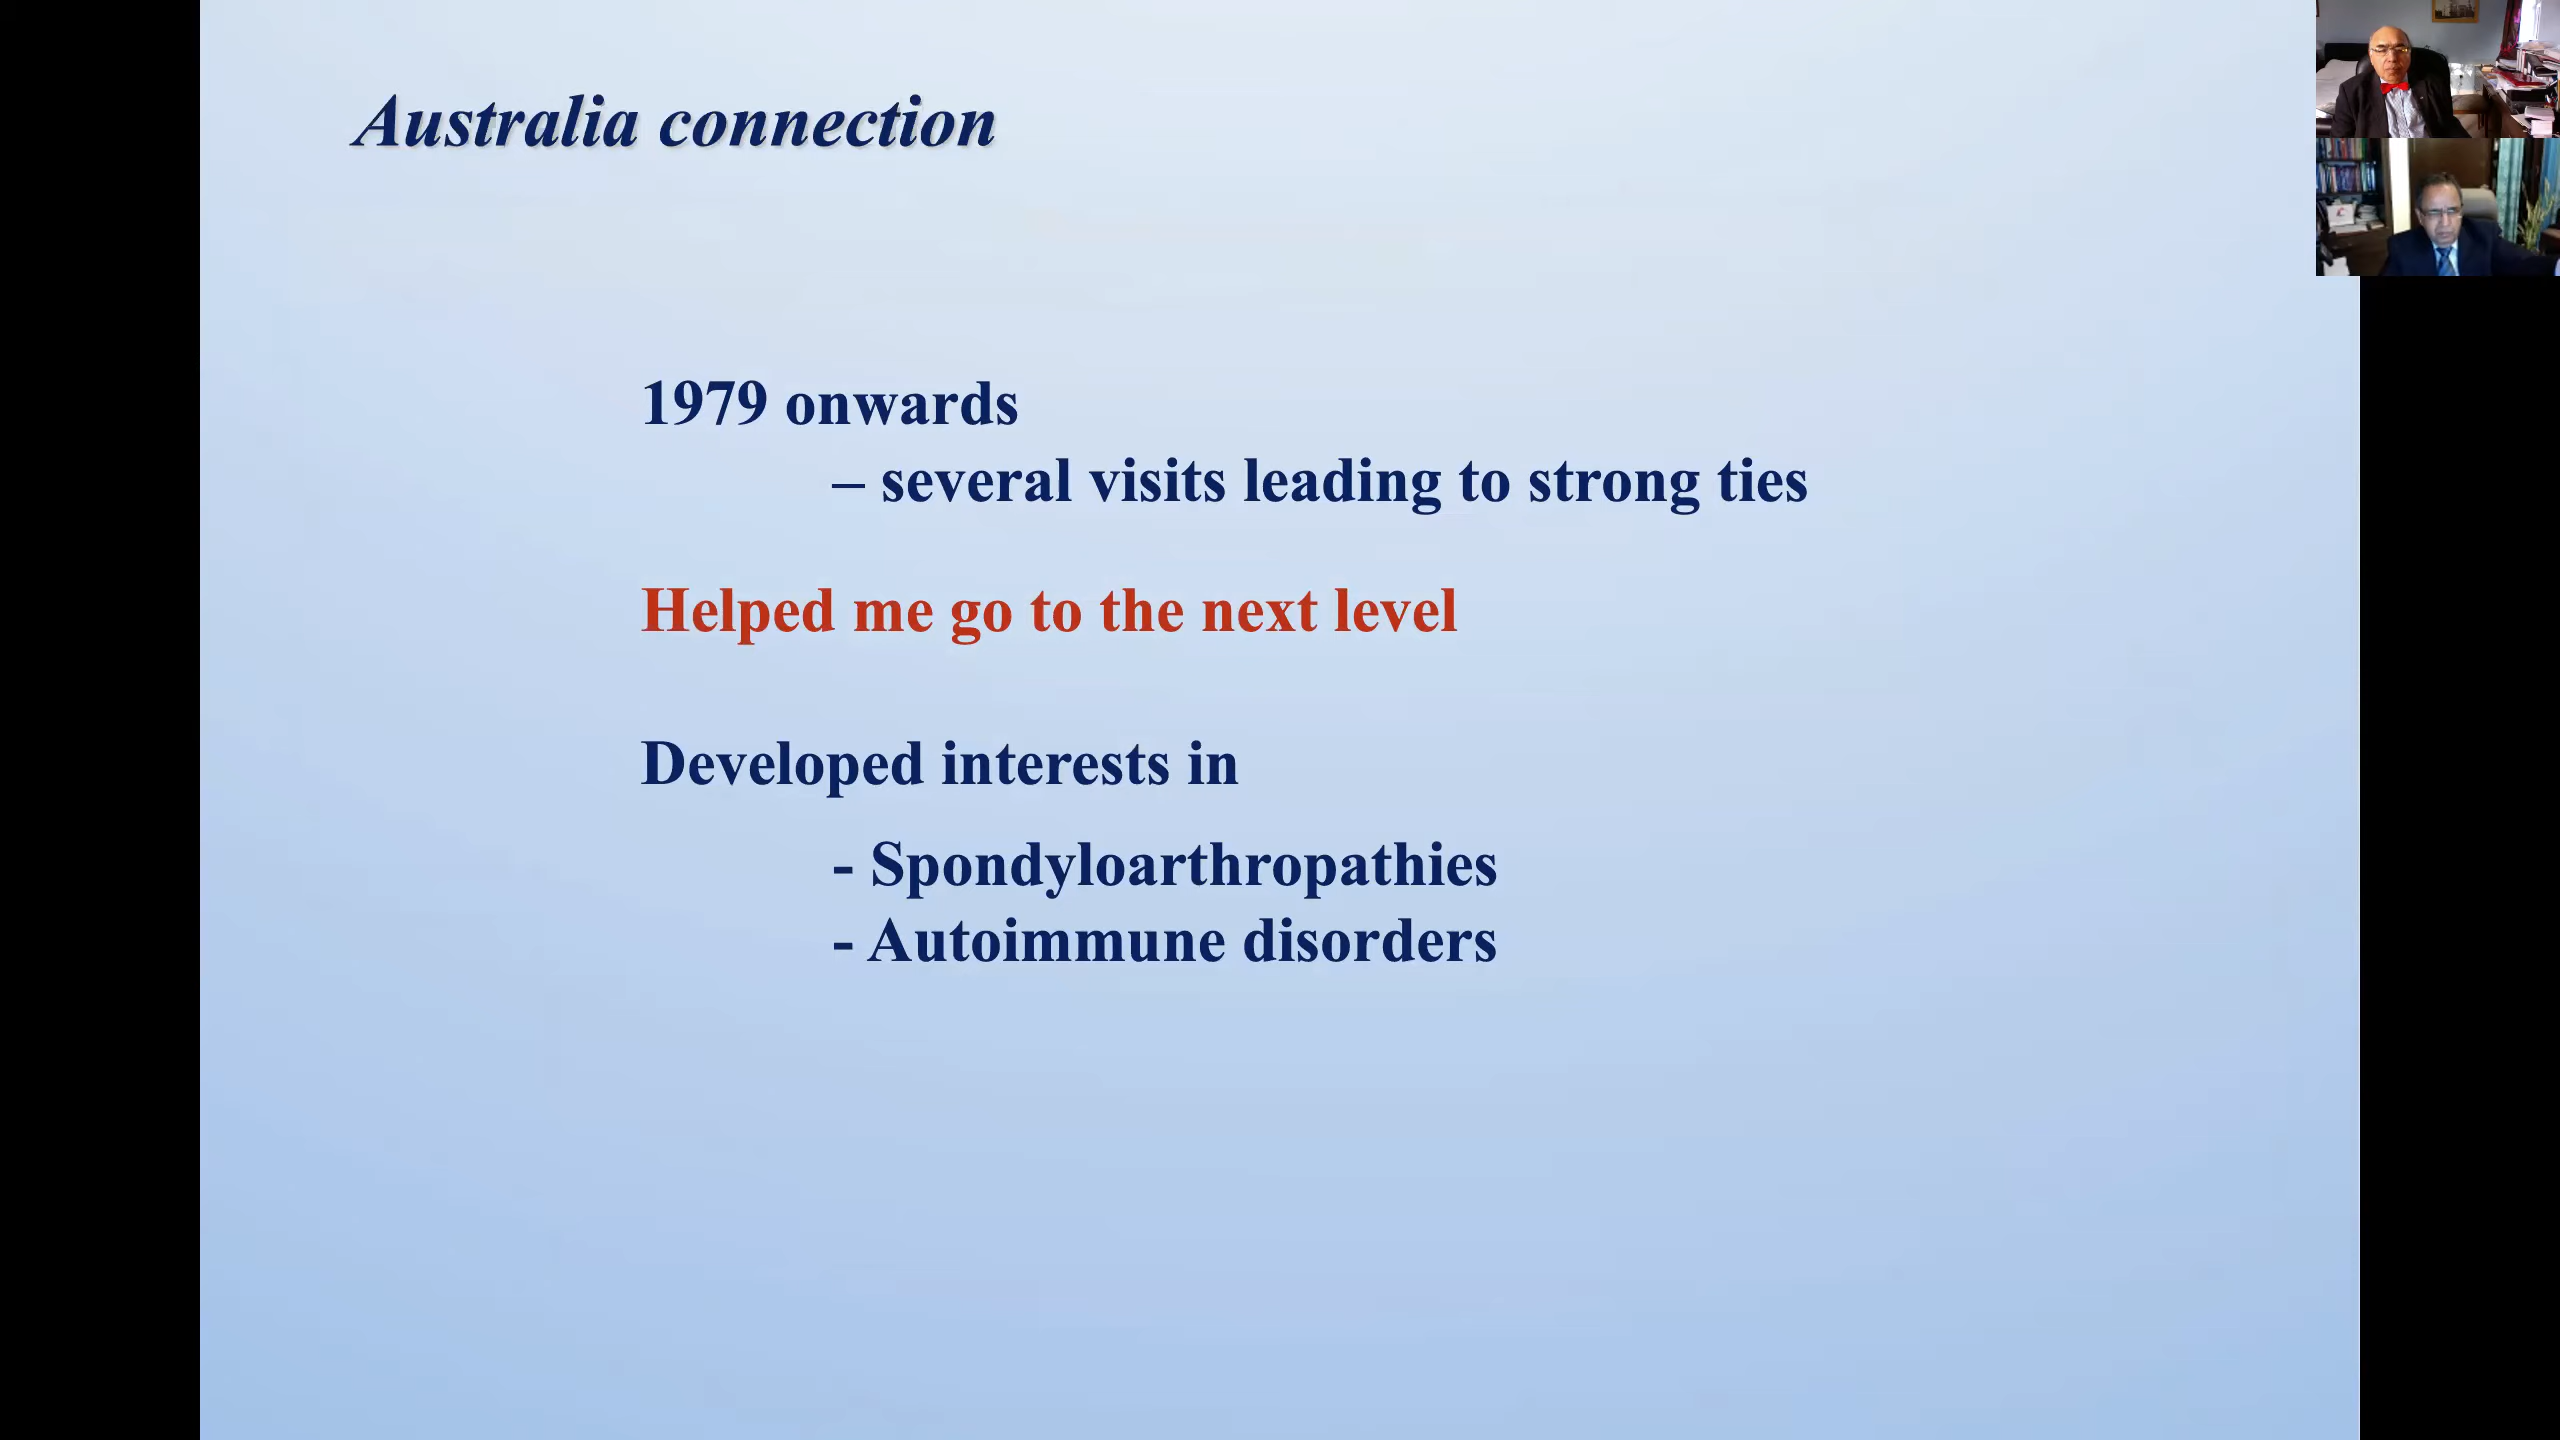 Australia connection
1979 onwards
– several visits leading to strong ties
Helped me go to the next level
Developed interests in
- Spondyloarthropathies
- Autoimmune disorders